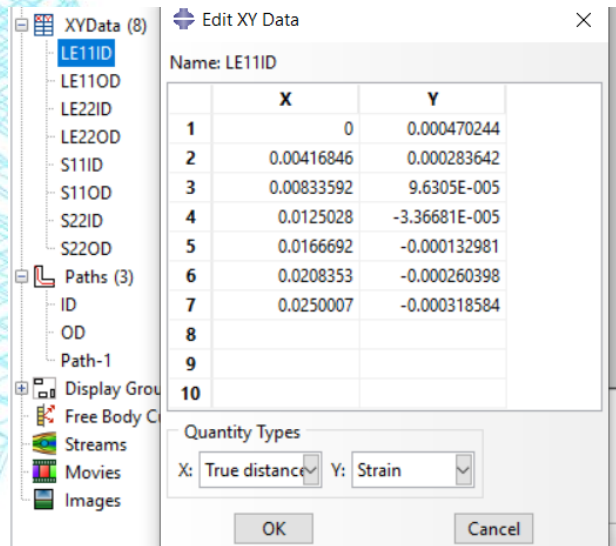 XYData (8)
LE11ID
LE11OD
LE22ID
LE22OD
S11ID
S11OD
S22ID
S22OD
Paths (3)
ID
OD
Path-1
Display Grou
Free Body C
Streams
Movies
Images
Edit XY Data
Name: LE11ID
X Y
1 0 0.000470244
2 0.00416846 0.000283642
3 0.00833592 9.6305E-005
4 0.0125028 -3.36681E-005
5 0.0166692 -0.000132981
6 0.0208353 -0.000260398
7 0.0250007 -0.000318584
8
9
10
Quantity Types
X: True distance Y: Strain
OK Cancel